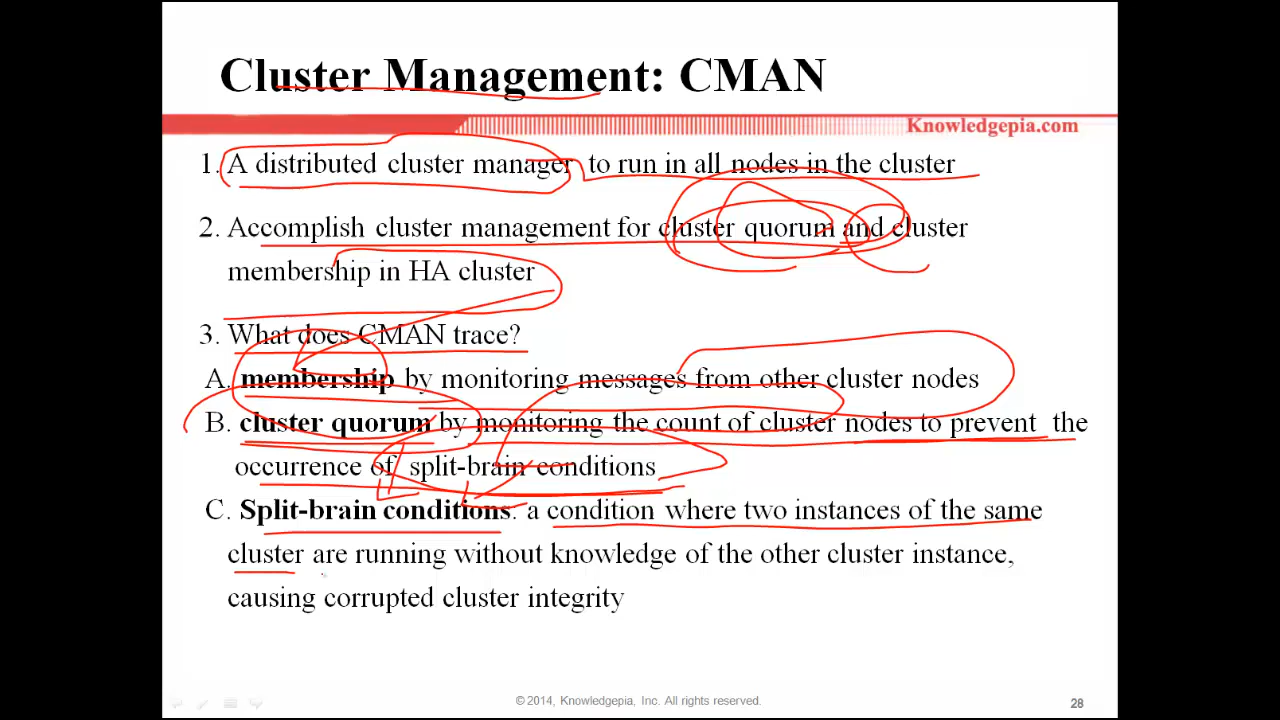 Cluster Management: CMAN
Knowledgepia.com
1. A distributed cluster manager to run in all nodes in the cluster
2. Accomplish cluster management for cluster quorum and cluster
membership in HA cluster
3. What does CMAN trace?
A. membership by monitoring messages from other cluster nodes
B. cluster quorum by monitoring the count of cluster nodes to prevent the
occurrence of split-brain conditions
C. Split-brain conditions: a condition where two instances of the same
cluster are running without knowledge of the other cluster instance,
causing corrupted cluster integrity
© 2014, Knowledgepia, Inc. All rights reserved.
28